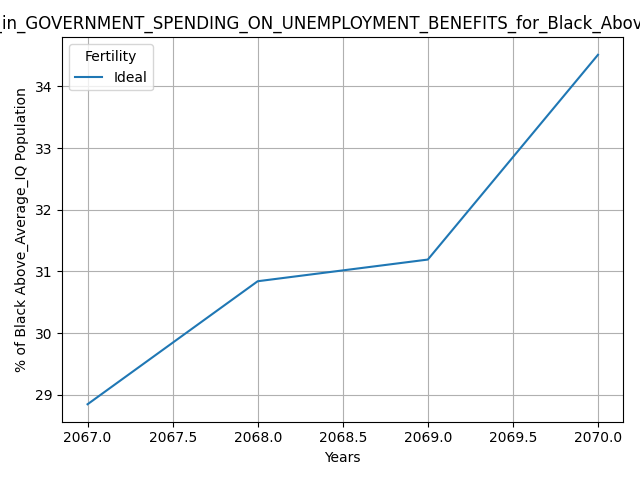 _in_GOVERNMENT_SPENDING_ON_UNEMPLOYMENT_BENEFITS_for_Black_Above
Fertility
Ideal
% of Black Above_Average_IQ Population
34
33
32
31
30
29
2067.0 2067.5 2068.0 2068.5 2069.0 2069.5 2070.0
Years